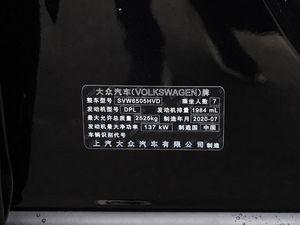 大众汽车(VOLKSWAGEN)牌
整车型号 SVW6505HVD 乘坐人数 7
发动机型号 DPL 发动机排量 1984 mL
最大允许总质量 2525kg 制造年月 2020-07
发动机最大净功率 137 kW 制造国 中国
车辆识别代号
上汽大众汽车有限公司 制造